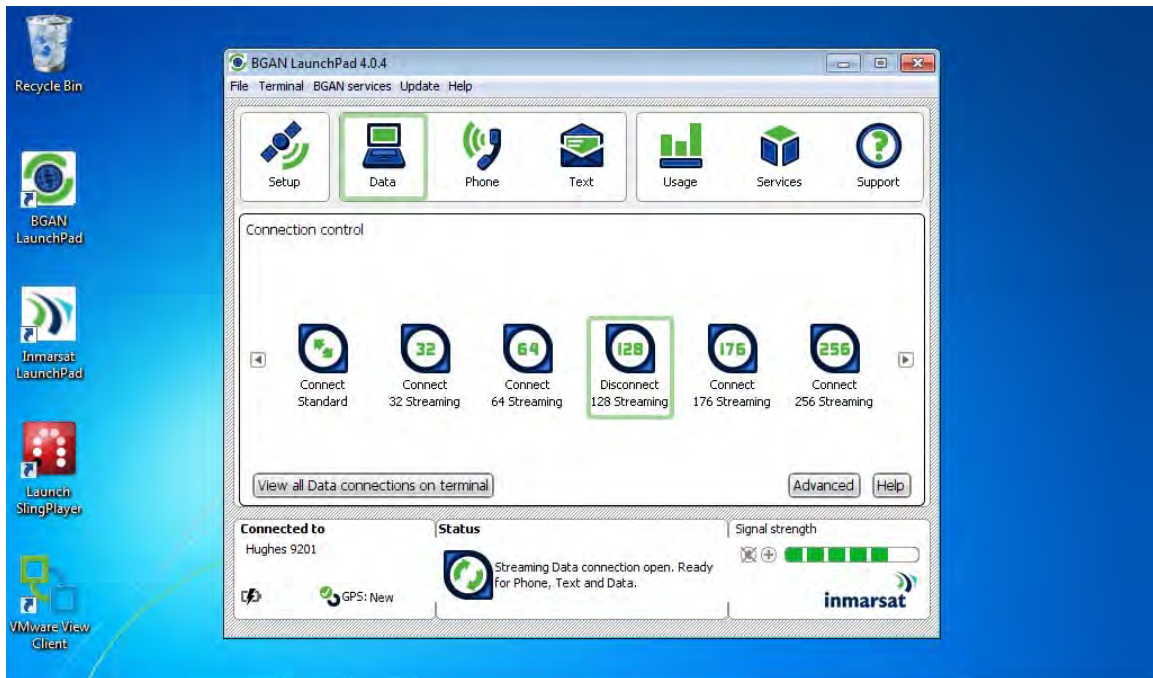 Recycle Bin
BGAN
LaunchPad
Inmarsat
LaunchPad
Launch
SlingPlayer
VMware View
Client
BGAN LaunchPad 4.0.4
File Terminal BGAN services Update Help
Setup Data Phone Text Usage Services Support
Connection control
32 64 128 176 256
Connect Connect Connect Disconnect Connect Connect
Standard 32 Streaming 64 Streaming 128 Streaming 176 Streaming 256 Streaming
View all Data connections on terminal Advanced Help
Connected to Status Signal strength
Hughes 9201
Streaming Data connection open. Ready
for Phone, Text and Data.
GPS: New
inmarsat